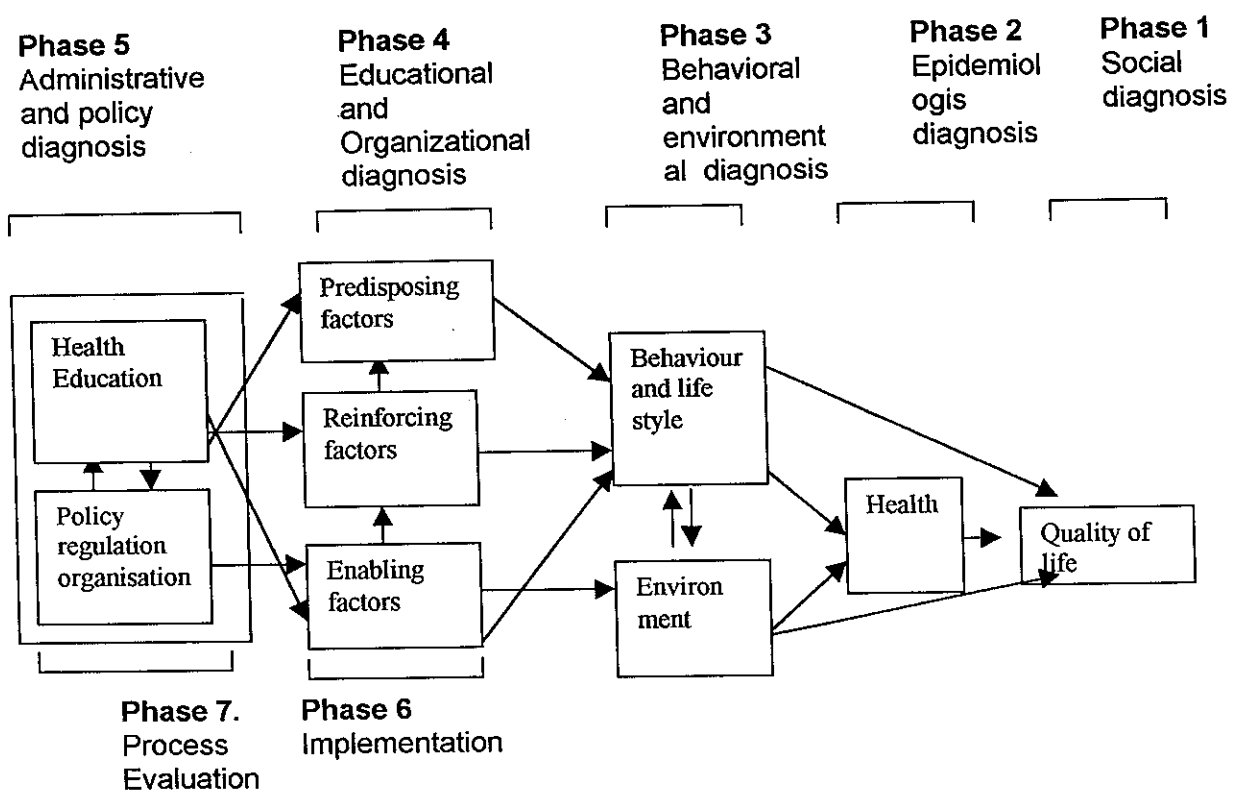 Phase 5
Administrative
and policy
diagnosis
Phase 4
Educational
and
Organizational
diagnosis
Phase 3
Behavioral
and
environment
al diagnosis
Phase 2
Epidemiol
ogis
diagnosis
Phase 1
Social
diagnosis
Health
Education
Policy
regulation
organisation
Predisposing
factors
Reinforcing
factors
Enabling
factors
Behaviour
and life
style
Environ
ment
Health
Quality of
life
Phase 7.
Process
Evaluation
Phase 6
Implementation